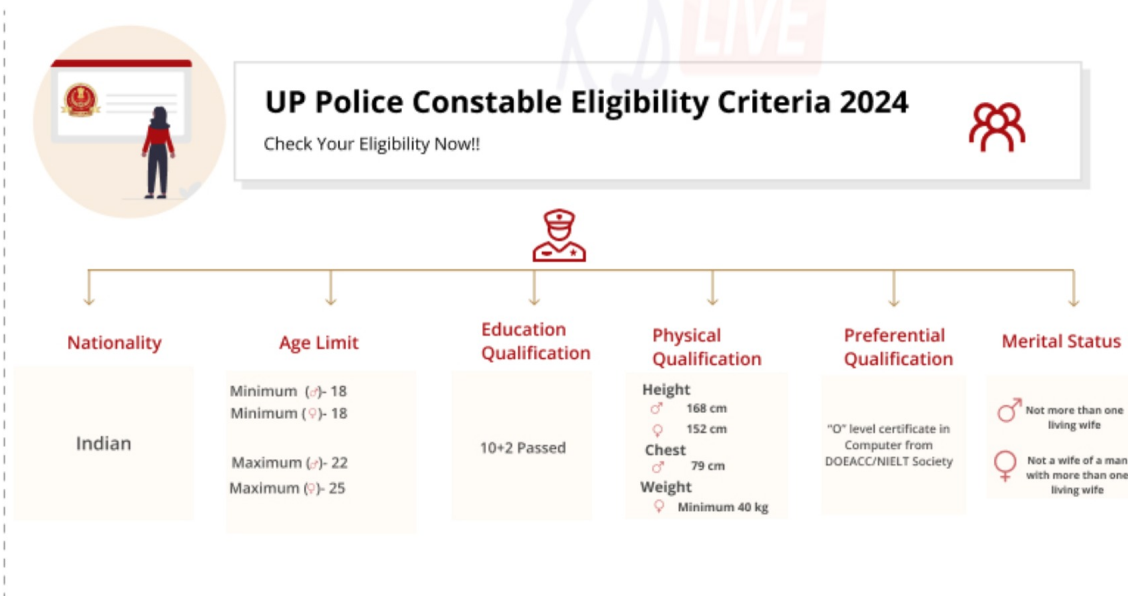 LIVE
UP Police Constable Eligibility Criteria 2024
Check Your Eligibility Now!!
Nationality
Indian
Age Limit
Minimum (♂)- 18
Minimum (♀)- 18
Maximum (♂)- 22
Maximum (♀)- 25
Education
Qualification
10+2 Passed
Physical
Qualification
Height
♂ 168 cm
♀ 152 cm
Chest
♂ 79 cm
Weight
♀ Minimum 40 kg
Preferential
Qualification
"O" level certificate in
Computer from
DOEACC/NIELT Society
Merital Status
♂ Not more than one
living wife
♀ Not a wife of a man
with more than one
living wife